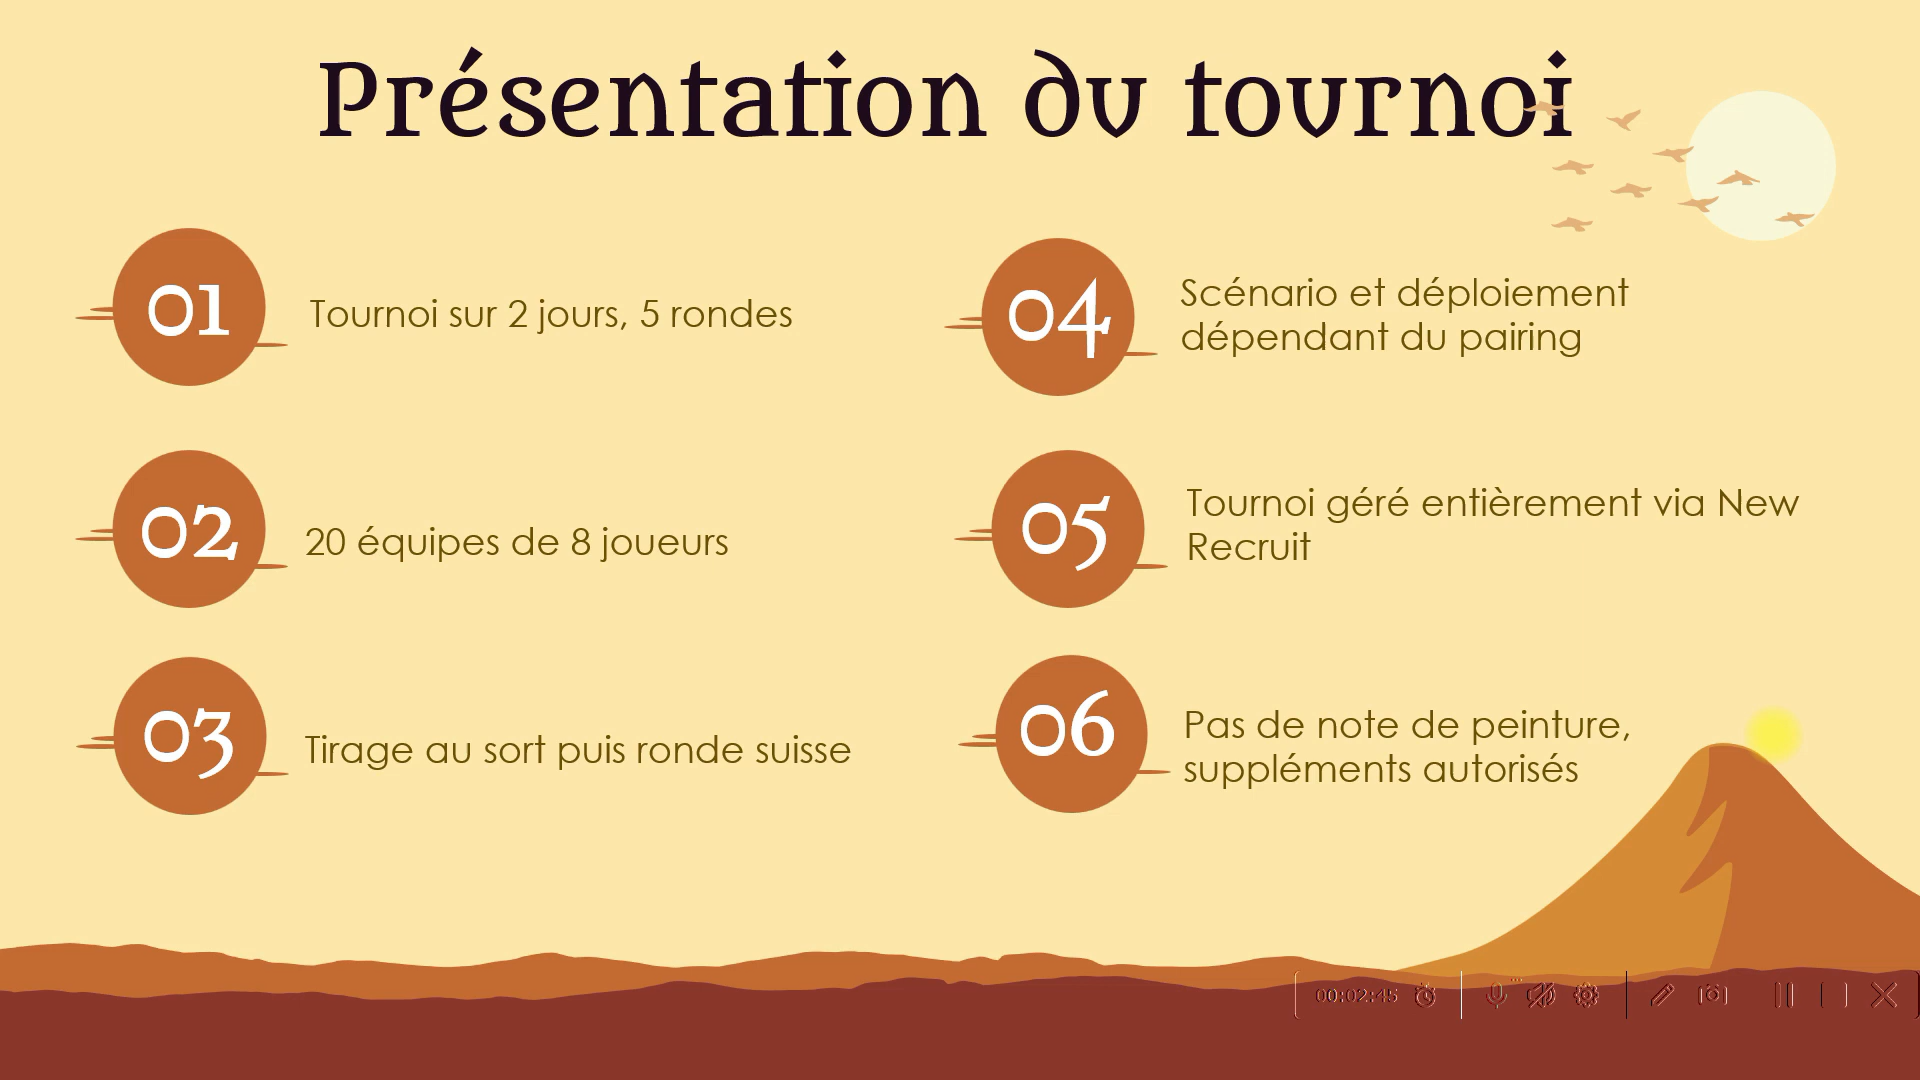 Présentation du tournoi
01
Tournoi sur 2 jours, 5 rondes
02
20 équipes de 8 joueurs
03
Tirage au sort puis ronde suisse
04
Scénario et déploiement
dépendant du pairing
05
Tournoi géré entièrement via New
Recruit
06
Pas de note de peinture,
suppléments autorisés
00:02:45